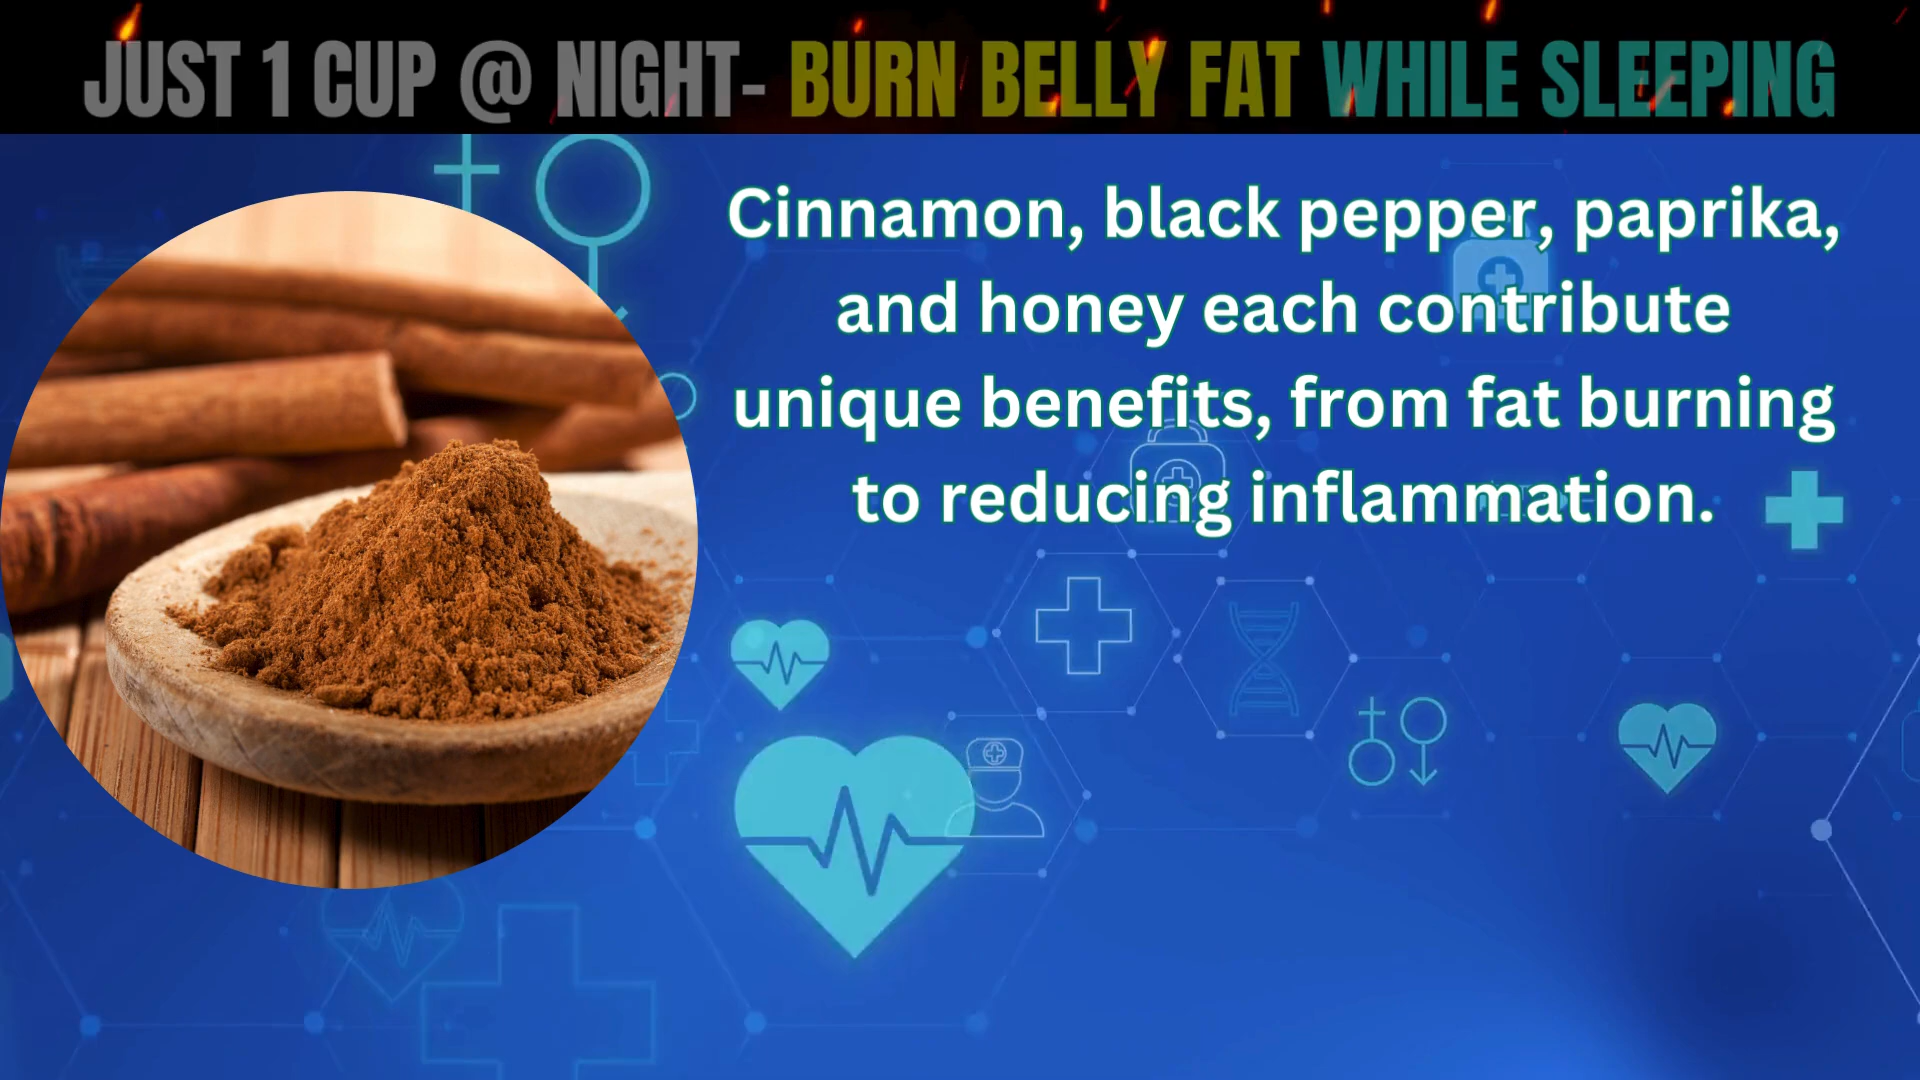 JUST 1 CUP @ NIGHT- BURN BELLY FAT WHILE SLEEPING
Cinnamon, black pepper, paprika,
and honey each contribute
unique benefits, from fat burning
to reducing inflammation.